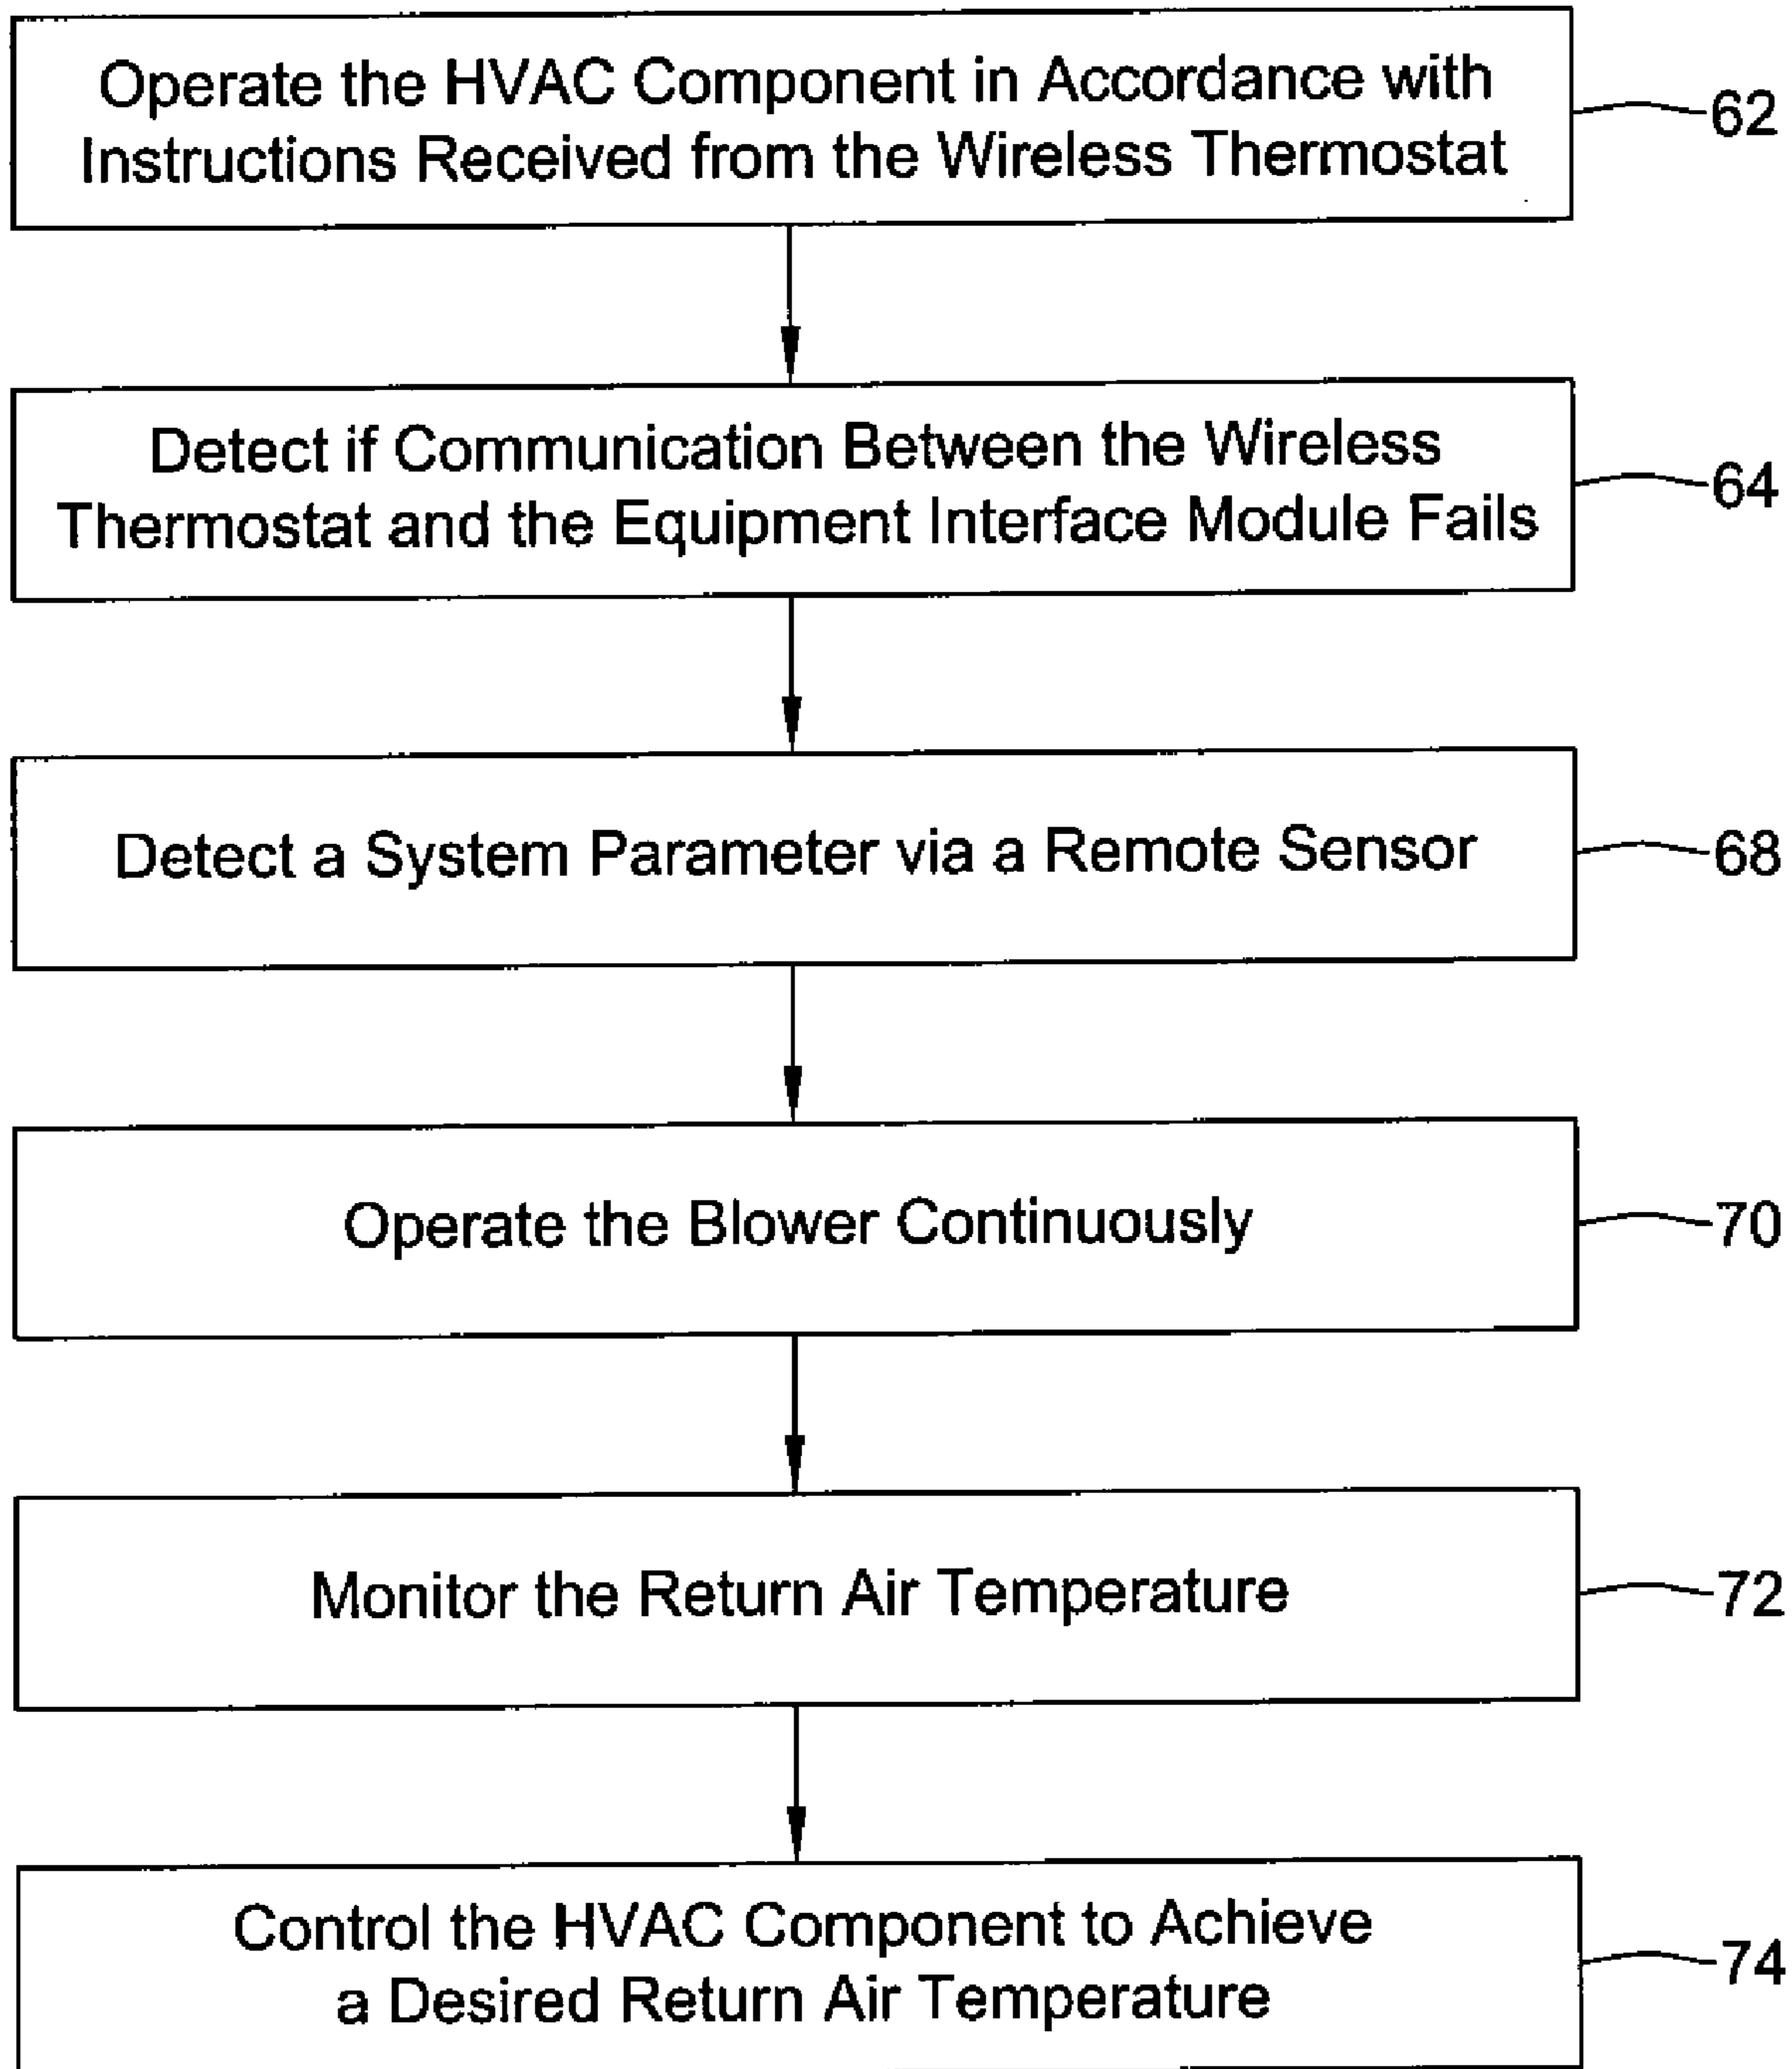 Operate the HVAC Component in Accordance with
Instructions Received from the Wireless Thermostat
62
Detect if Communication Between the Wireless
Thermostat and the Equipment Interface Module Fails
64
Detect a System Parameter via a Remote Sensor
68
Operate the Blower Continuously
70
Monitor the Return Air Temperature
72
Control the HVAC Component to Achieve
a Desired Return Air Temperature
74